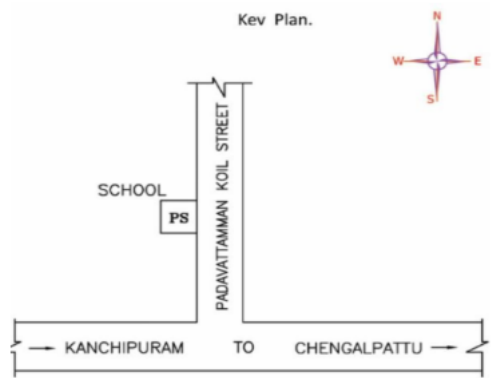 Kev Plan.
N
W E
S
SCHOOL
PS
PADAVATTAMMAN KOIL STREET
KANCHIPURAM TO CHENGALPATTU